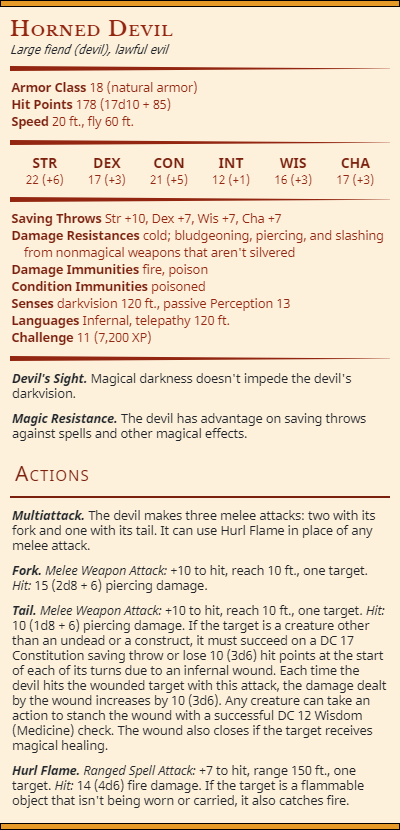 Horned Devil
Large fiend (devil), lawful evil
Armor Class 18 (natural armor)
Hit Points 178 (17d10 + 85)
Speed 20 ft., fly 60 ft.
STR DEX CON INT WIS CHA
22 (+6) 17 (+3) 21 (+5) 12 (+1) 16 (+3) 17 (+3)
Saving Throws Str +10, Dex +7, Wis +7, Cha +7
Damage Resistances cold; bludgeoning, piercing, and slashing
from nonmagical weapons that aren't silvered
Damage Immunities fire, poison
Condition Immunities poisoned
Senses darkvision 120 ft., passive Perception 13
Languages Infernal, telepathy 120 ft.
Challenge 11 (7,200 XP)
Devil's Sight. Magical darkness doesn't impede the devil's
darkvision.
Magic Resistance. The devil has advantage on saving throws
against spells and other magical effects.
Actions
Multiattack. The devil makes three melee attacks: two with its
fork and one with its tail. It can use Hurl Flame in place of any
melee attack.
Fork. Melee Weapon Attack: +10 to hit, reach 10 ft., one target.
Hit: 15 (2d8 + 6) piercing damage.
Tail. Melee Weapon Attack: +10 to hit, reach 10 ft., one target. Hit:
10 (1d8 + 6) piercing damage. If the target is a creature other
than an undead or a construct, it must succeed on a DC 17
Constitution saving throw or lose 10 (3d6) hit points at the start
of each of its turns due to an infernal wound. Each time the
devil hits the wounded target with this attack, the damage dealt
by the wound increases by 10 (3d6). Any creature can take an
action to stanch the wound with a successful DC 12 Wisdom
(Medicine) check. The wound also closes if the target receives
magical healing.
Hurl Flame. Ranged Spell Attack: +7 to hit, range 150 ft., one
target. Hit: 14 (4d6) fire damage. If the target is a flammable
object that isn't being worn or carried, it also catches fire.